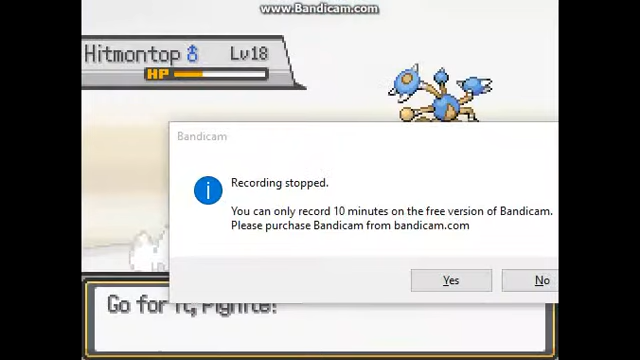 www.Bandicam.com
Hitmontop♂ Lv18
HP
Bandicam
Recording stopped.
You can only record 10 minutes on the free version of Bandicam.
Please purchase Bandicam from bandicam.com
Yes
No
Go for it, Pignite!